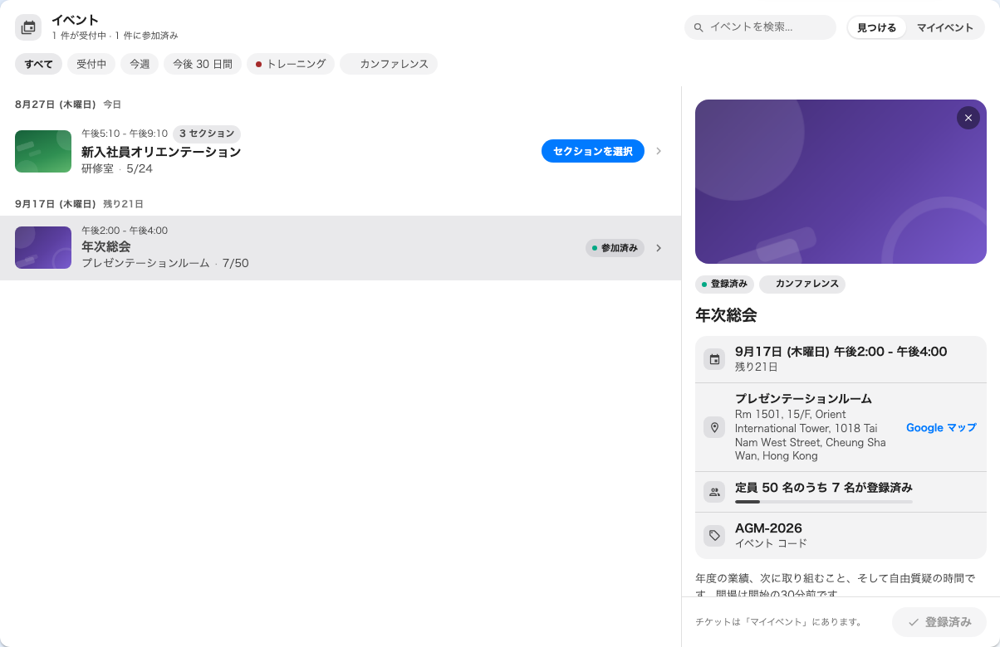 イベント
1 件が受付中 · 1 件に参加済み
イベントを検索...
見つける
マイイベント
すべて
受付中
今週
今後 30 日間
トレーニング
カンファレンス
8月27日 (木曜日) 今日
午後5:10 - 午後9:10 3 セクション
新入社員オリエンテーション
研修室 · 5/24
セクションを選択
9月17日 (木曜日) 残り21日
午後2:00 - 午後4:00
年次総会
プレゼンテーションルーム · 7/50
参加済み
登録済み
カンファレンス
年次総会
9月17日 (木曜日) 午後2:00 - 午後4:00
残り21日
プレゼンテーションルーム
Rm 1501, 15/F, Orient
International Tower, 1018 Tai
Nam West Street, Cheung Sha
Wan, Hong Kong
Google マップ
定員 50 名のうち 7 名が登録済み
AGM-2026
イベント コード
年度の業績、次に取り組むこと、そして自由質疑の時間で
す。開場は開始の30分前です
チケットは「マイイベント」にあります。
登録済み